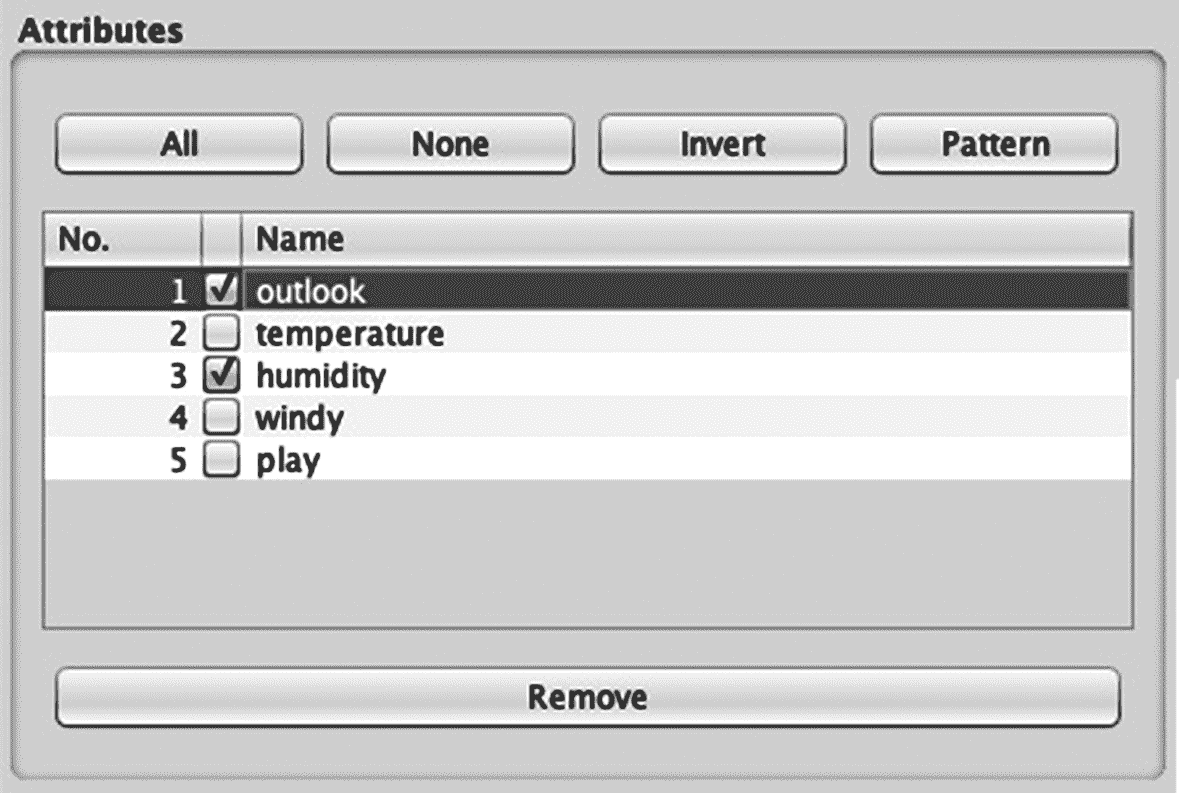 Attributes
All None Invert Pattern
No. Name
1 outlook
2 temperature
3 humidity
4 windy
5 play
Remove